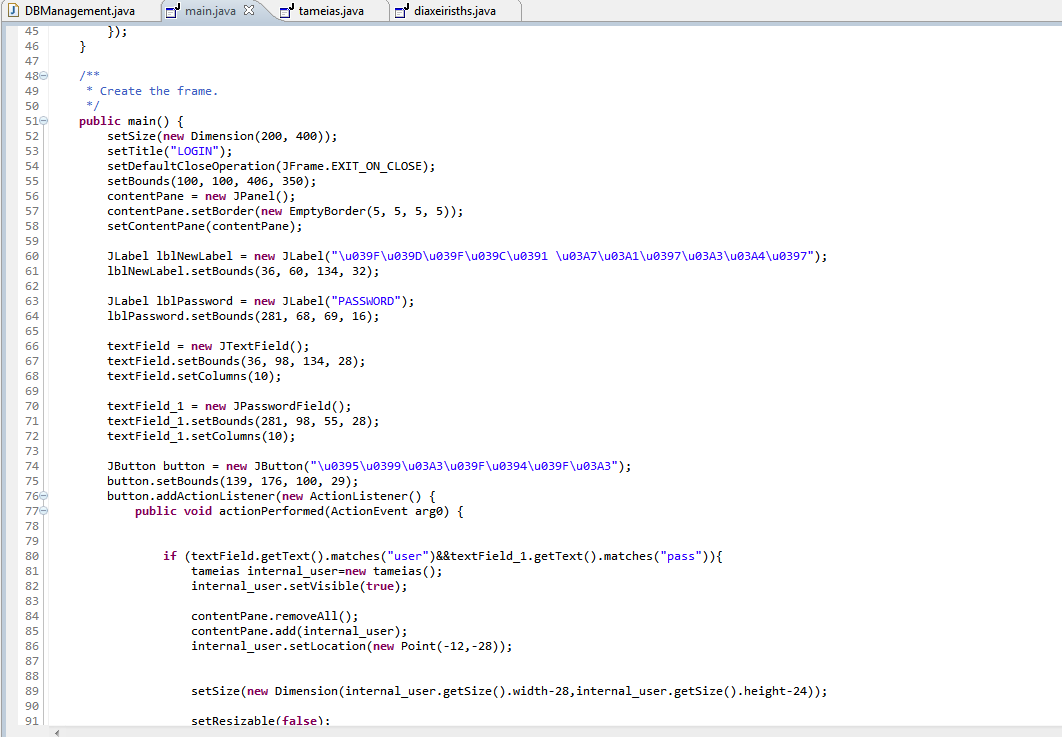 DBManagement.java main.java tameias.java diaxeirisths.java
45 });
46 }
47
48 /**
49 * Create the frame.
50 */
51 public main() {
52 setSize(new Dimension(200, 400));
53 setTitle("LOGIN");
54 setDefaultCloseOperation(JFrame.EXIT_ON_CLOSE);
55 setBounds(100, 100, 406, 350);
56 contentPane = new JPanel();
57 contentPane.setBorder(new EmptyBorder(5, 5, 5, 5));
58 setContentPane(contentPane);
59
60 JLabel lblNewLabel = new JLabel("\u039F\u039D\u039F\u039C\u0391 \u03A7\u03A1\u0397\u03A3\u03A4\u0397");
61 lblNewLabel.setBounds(36, 60, 134, 32);
62
63 JLabel lblPassword = new JLabel("PASSWORD");
64 lblPassword.setBounds(281, 68, 69, 16);
65
66 textField = new JTextField();
67 textField.setBounds(36, 98, 134, 28);
68 textField.setColumns(10);
69
70 textField_1 = new JPasswordField();
71 textField_1.setBounds(281, 98, 55, 28);
72 textField_1.setColumns(10);
73
74 JButton button = new JButton("\u0395\u0399\u03A3\u039F\u0394\u039F\u03A3");
75 button.setBounds(139, 176, 100, 29);
76 button.addActionListener(new ActionListener() {
77 public void actionPerformed(ActionEvent arg0) {
78
79
80 if (textField.getText().matches("user")&&textField_1.getText().matches("pass")){
81 tameias internal_user=new tameias();
82 internal_user.setVisible(true);
83
84 contentPane.removeAll();
85 contentPane.add(internal_user);
86 internal_user.setLocation(new Point(-12,-28));
87
88
89 setSize(new Dimension(internal_user.getSize().width-28,internal_user.getSize().height-24));
90
91 setResizable(false);